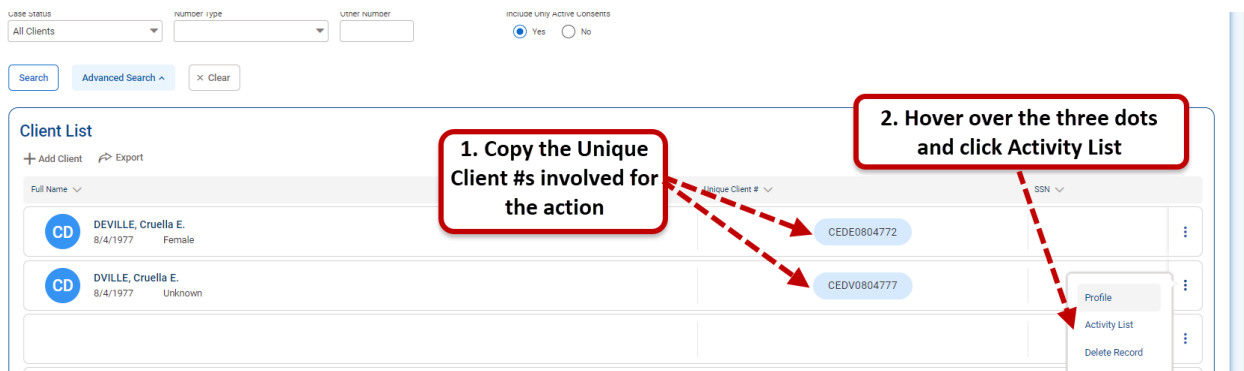 Case Status Number Type Other Number Include Only Active Consents
All Clients Yes No
Search Advanced Search × Clear
Client List
1. Copy the Unique
Client #s involved for
the action
2. Hover over the three dots
and click Activity List
+ Add Client Export
Full Name Unique Client # SSN
CD DEVILLE, Cruella E.
8/4/1977 Female
CEDE0804772
CD DVILLE, Cruella E.
8/4/1977 Unknown
CEDV0804777
Profile
Activity List
Delete Record